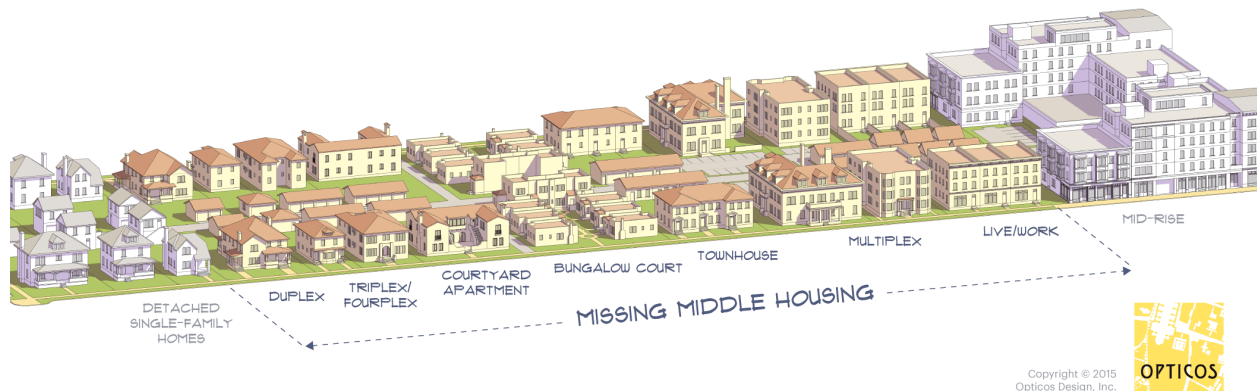 DETACHED
SINGLE-FAMILY
HOMES
DUPLEX
TRIPLEX/
FOURPLEX
COURTYARD
APARTMENT
BUNGALOW COURT
TOWNHOUSE
MULTIPLEX
LIVE/WORK
MID-RISE
MISSING MIDDLE HOUSING
Copyright © 2015
Opticos Design, Inc.
OPTICOS